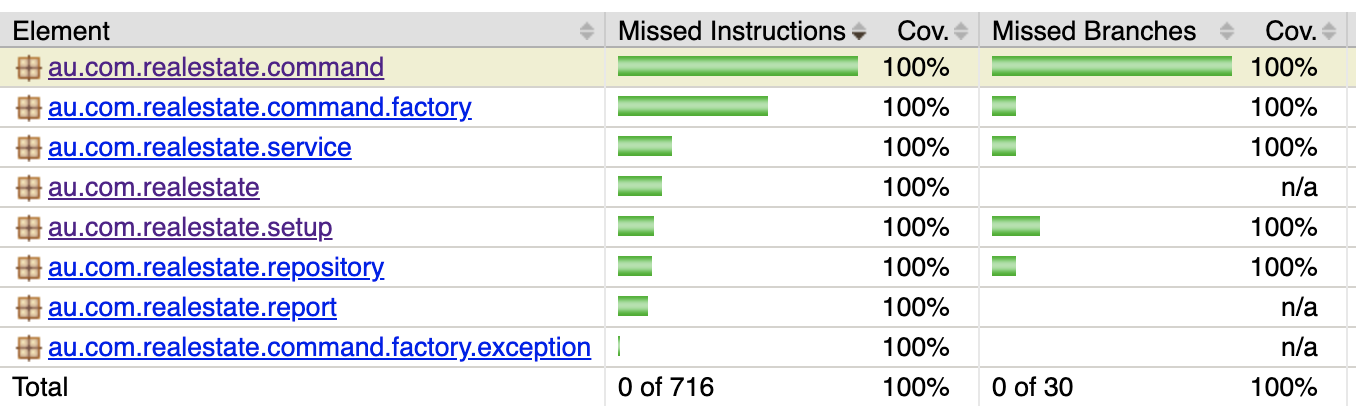 Element Missed Instructions Cov. Missed Branches Cov.
au.com.realestate.command 100% 100%
au.com.realestate.command.factory 100% 100%
au.com.realestate.service 100% 100%
au.com.realestate 100% n/a
au.com.realestate.setup 100% 100%
au.com.realestate.repository 100% 100%
au.com.realestate.report 100% n/a
au.com.realestate.command.factory.exception 100% n/a
Total 0 of 716 100% 0 of 30 100%